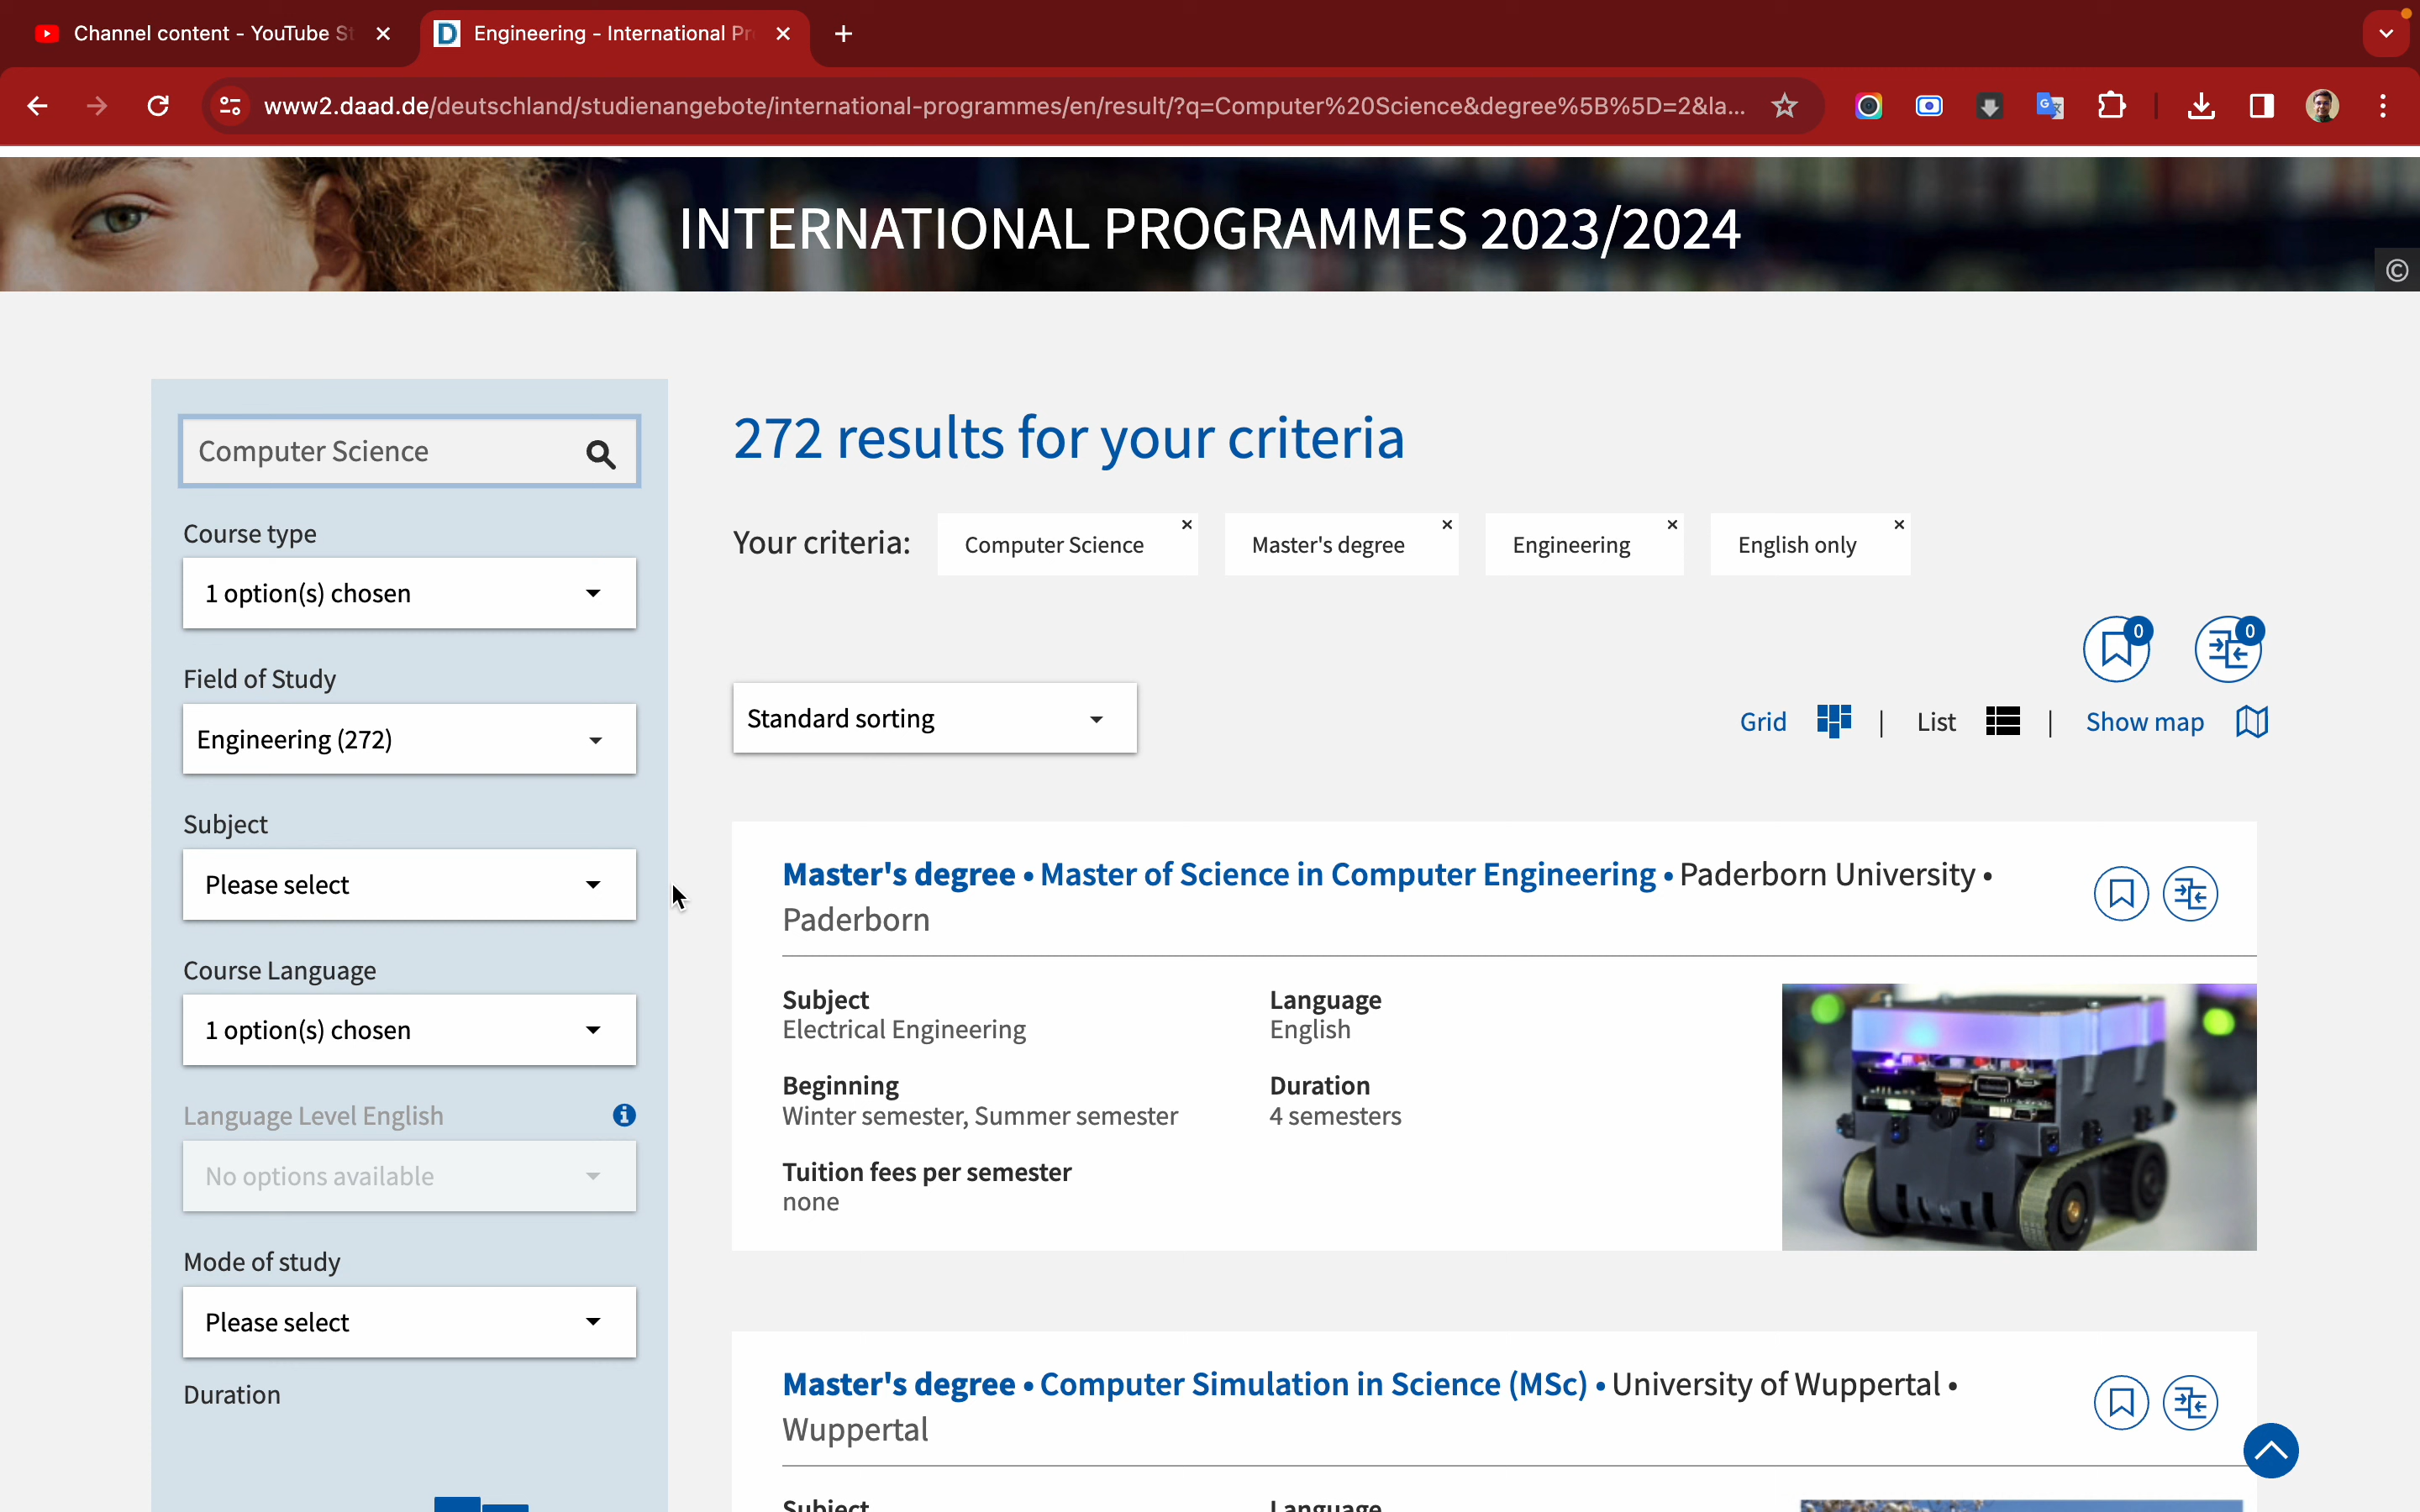 Channel content - YouTube St
Engineering - International Pr
www2.daad.de/deutschland/studienangebote/international-programmes/en/result/?q=Computer%20Science&degree%5B%5D=2&la...
INTERNATIONAL PROGRAMMES 2023/2024
©
Computer Science
Course type
1 option(s) chosen
Field of Study
Engineering (272)
Subject
Please select
Course Language
1 option(s) chosen
Language Level English
No options available
Mode of study
Please select
Duration
272 results for your criteria
Your criteria: Computer Science × Master's degree × Engineering × English only ×
0 0
Standard sorting
Grid | List | Show map
Master's degree • Master of Science in Computer Engineering • Paderborn University •
Paderborn
Subject
Electrical Engineering
Language
English
Beginning
Winter semester, Summer semester
Duration
4 semesters
Tuition fees per semester
none
Master's degree • Computer Simulation in Science (MSc) • University of Wuppertal •
Wuppertal
Subject
Language